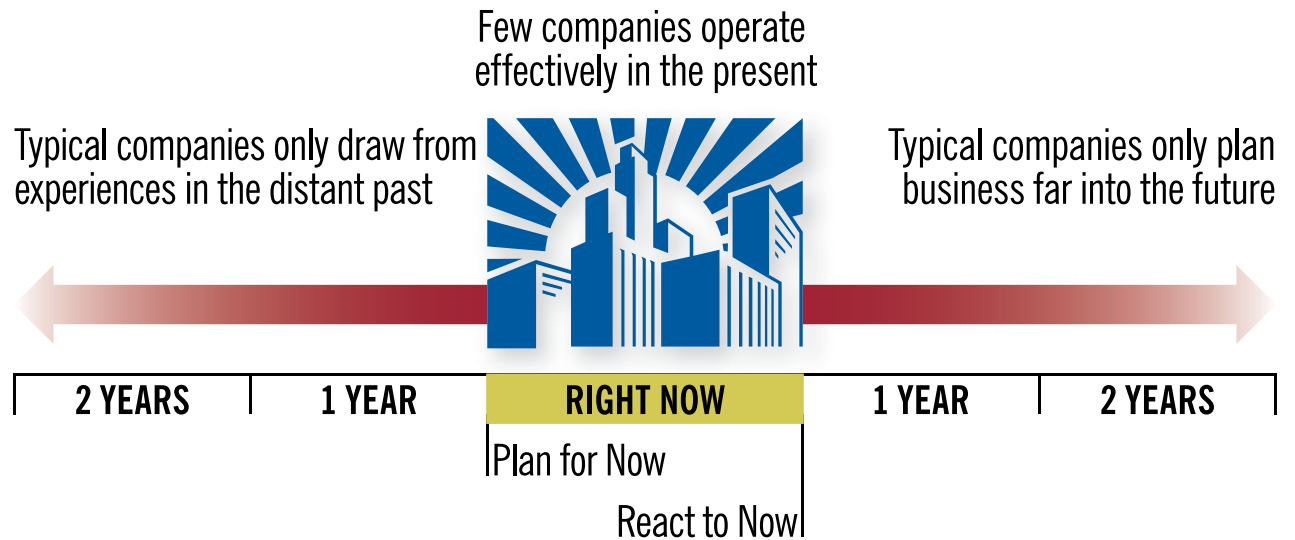 Few companies operate
effectively in the present
Typical companies only draw from
experiences in the distant past
Typical companies only plan
business far into the future
2 YEARS
1 YEAR
RIGHT NOW
1 YEAR
2 YEARS
Plan for Now
React to Now